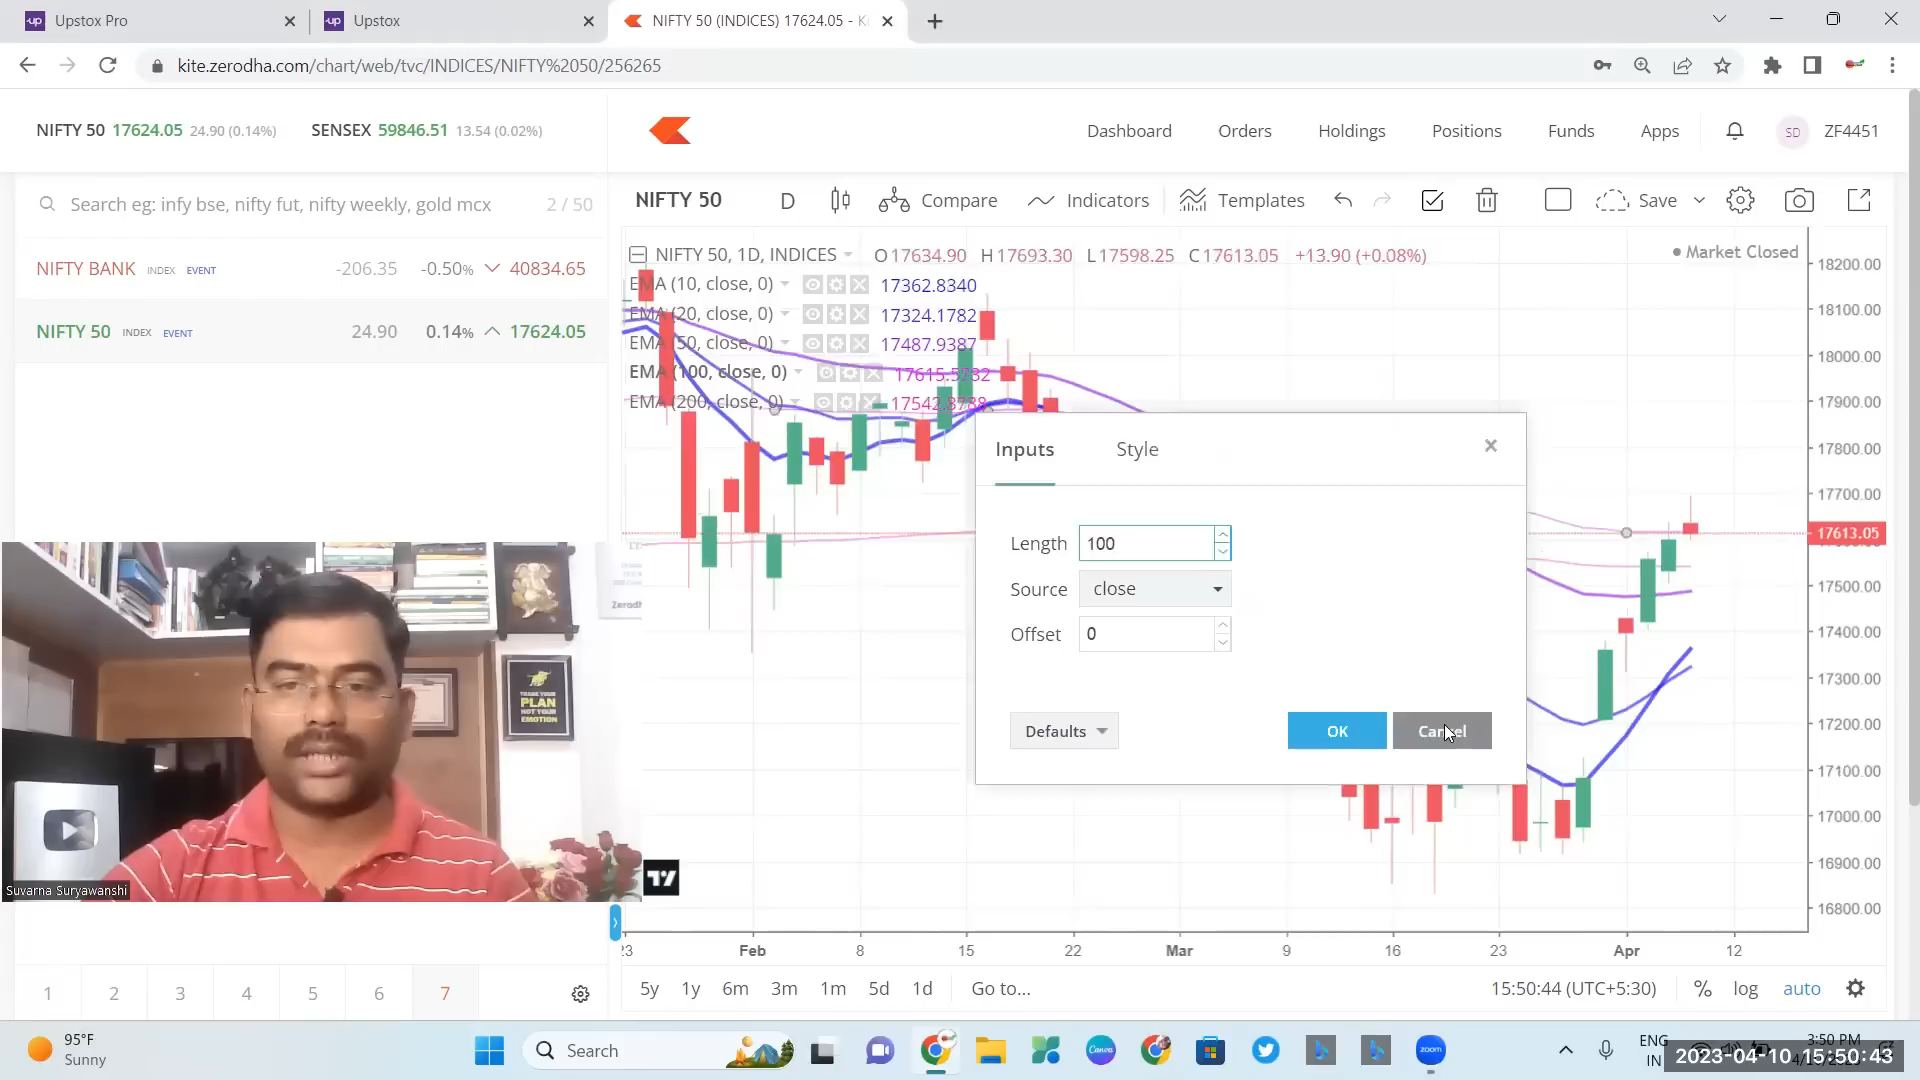 Upstox Pro
Upstox
NIFTY 50 (INDICES) 17624.05 - Ki
kite.zerodha.com/chart/web/tvc/INDICES/NIFTY%2050/256265
NIFTY 50 17624.05 24.90 (0.14%) SENSEX 59846.51 13.54 (0.02%)
Dashboard Orders Holdings Positions Funds Apps SD ZF4451
Search eg: infy bse, nifty fut, nifty weekly, gold mcx 2 / 50
NIFTY 50 D Compare Indicators Templates Save
NIFTY BANK INDEX EVENT -206.35 -0.50% 40834.65
NIFTY 50 INDEX EVENT 24.90 0.14% 17624.05
NIFTY 50, 1D, INDICES O17634.90 H17693.30 L17598.25 C17613.05 +13.90 (+0.08%)
Market Closed
EMA (10, close, 0) 17362.8340
EMA (20, close, 0) 17324.1782
EMA (50, close, 0) 17487.9387
EMA (100, close, 0)
EMA (200, close, 0)
18200.00
18100.00
18000.00
17900.00
17800.00
17700.00
17613.05
17500.00
17400.00
17300.00
17200.00
17100.00
17000.00
16900.00
16800.00
Inputs Style
Length 100
Source close
Offset 0
Defaults OK Cancel
THANK YOUR
PLAN
NOT YOUR
EMOTION
Suvarna Suryawanshi
23 Feb 8 15 22 Mar 9 16 23 Apr 12
1 2 3 4 5 6 7
5y 1y 6m 3m 1m 5d 1d Go to... 15:50:44 (UTC+5:30) % log auto
95°F
Sunny
Search
Canva
zoom
ENG
IN
3:50 PM
2023-04-10 15:50:43